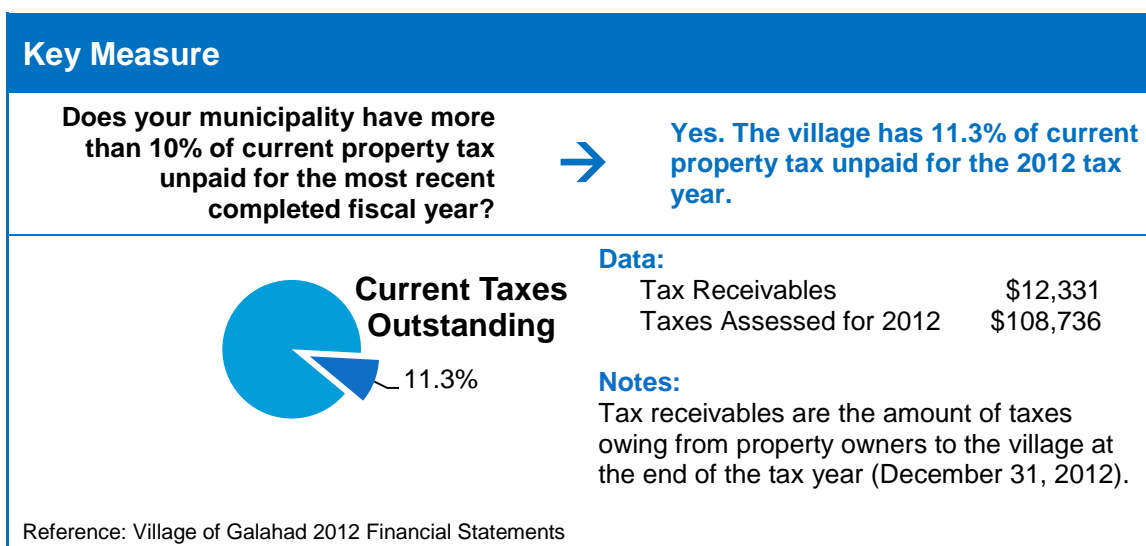 Key Measure
Does your municipality have more
than 10% of current property tax
unpaid for the most recent
completed fiscal year?
→
Yes. The village has 11.3% of current
property tax unpaid for the 2012 tax
year.
Current Taxes
Outstanding
11.3%
Data:
Tax Receivables $12,331
Taxes Assessed for 2012 $108,736
Notes:
Tax receivables are the amount of taxes
owing from property owners to the village at
the end of the tax year (December 31, 2012).
Reference: Village of Galahad 2012 Financial Statements